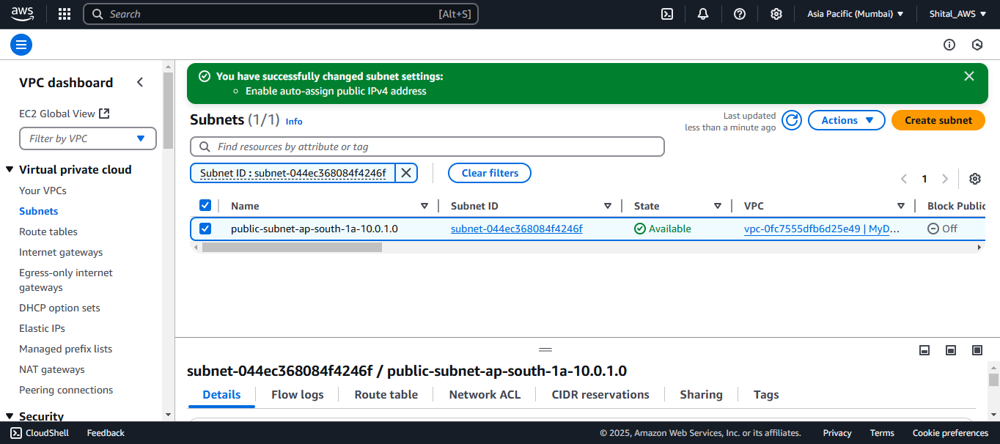 aws
Search [Alt+S]
Asia Pacific (Mumbai)
Shital_AWS
VPC dashboard
EC2 Global View
Filter by VPC
Virtual private cloud
Your VPCs
Subnets
Route tables
Internet gateways
Egress-only internet
gateways
DHCP option sets
Elastic IPs
Managed prefix lists
NAT gateways
Peering connections
Security
You have successfully changed subnet settings:
Enable auto-assign public IPv4 address
Subnets (1/1) Info
Last updated
less than a minute ago
Actions
Create subnet
Find resources by attribute or tag
Subnet ID : subnet-044ec368084f4246f
Clear filters
1
Name Subnet ID State VPC Block Public
public-subnet-ap-south-1a-10.0.1.0 subnet-044ec368084f4246f Available vpc-0fc7555dfb6d25e49 | MyD... Off
subnet-044ec368084f4246f / public-subnet-ap-south-1a-10.0.1.0
Details Flow logs Route table Network ACL CIDR reservations Sharing Tags
CloudShell Feedback © 2025, Amazon Web Services, Inc. or its affiliates. Privacy Terms Cookie preferences